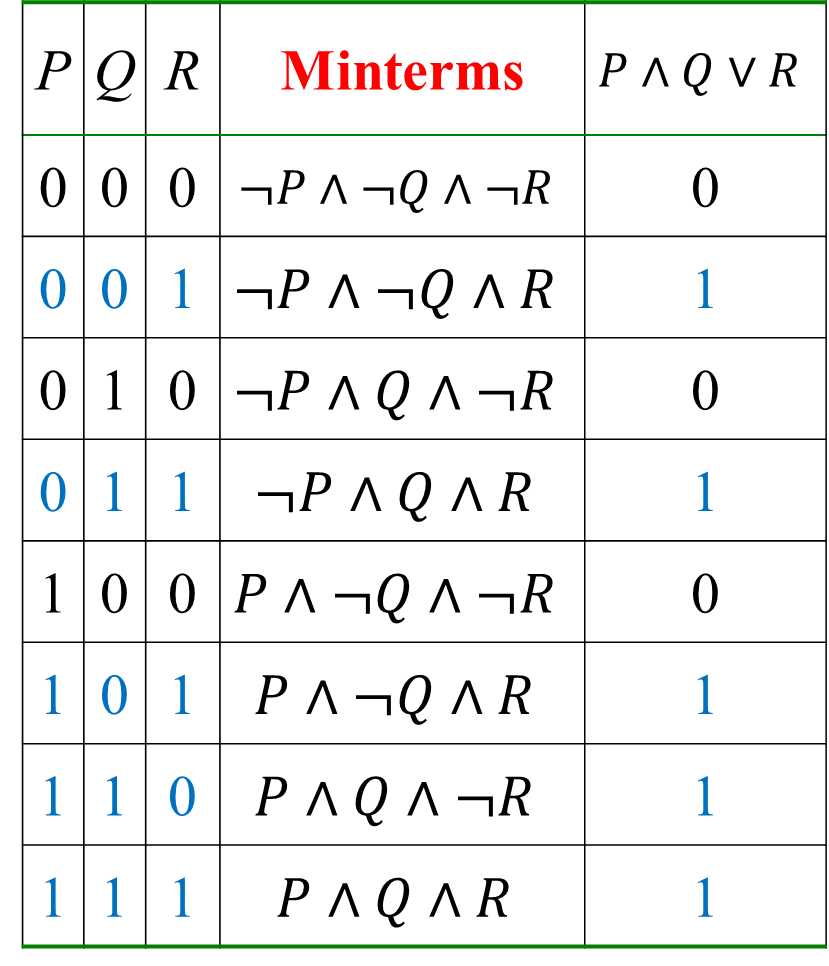 P Q R Minterms P ∧ Q ∨ R
0 0 0 ¬P ∧ ¬Q ∧ ¬R 0
0 0 1 ¬P ∧ ¬Q ∧ R 1
0 1 0 ¬P ∧ Q ∧ ¬R 0
0 1 1 ¬P ∧ Q ∧ R 1
1 0 0 P ∧ ¬Q ∧ ¬R 0
1 0 1 P ∧ ¬Q ∧ R 1
1 1 0 P ∧ Q ∧ ¬R 1
1 1 1 P ∧ Q ∧ R 1